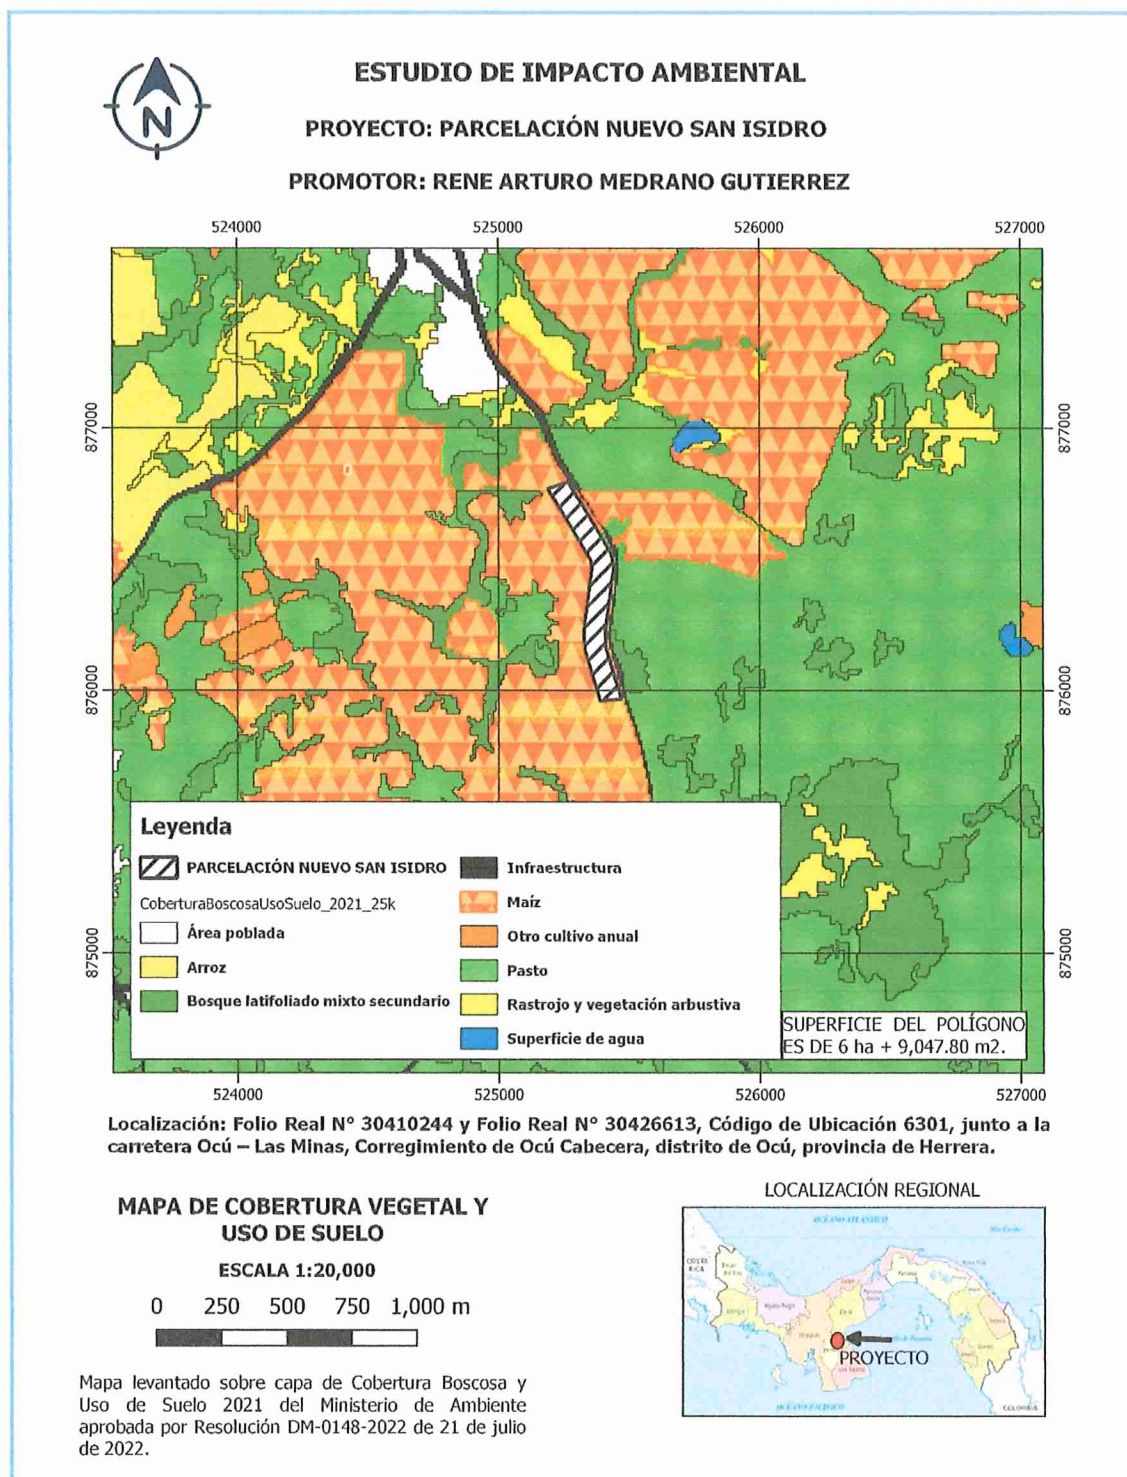 N
ESTUDIO DE IMPACTO AMBIENTAL
PROYECTO: PARCELACIÓN NUEVO SAN ISIDRO
PROMOTOR: RENE ARTURO MEDRANO GUTIERREZ
524000 525000 526000 527000
877000 877000
876000 876000
875000 875000
Leyenda
PARCELACIÓN NUEVO SAN ISIDRO
CoberturaBoscosaUsoSuelo_2021_25k
Área poblada
Arroz
Bosque latifoliado mixto secundario
Infraestructura
Maíz
Otro cultivo anual
Pasto
Rastrojo y vegetación arbustiva
Superficie de agua
SUPERFICIE DEL POLÍGONO
ES DE 6 ha + 9,047.80 m2.
524000 525000 526000 527000
Localización: Folio Real N° 30410244 y Folio Real N° 30426613, Código de Ubicación 6301, junto a la
carretera Ocú – Las Minas, Corregimiento de Ocú Cabecera, distrito de Ocú, provincia de Herrera.
MAPA DE COBERTURA VEGETAL Y
USO DE SUELO
ESCALA 1:20,000
0 250 500 750 1,000 m
Mapa levantado sobre capa de Cobertura Boscosa y
Uso de Suelo 2021 del Ministerio de Ambiente
aprobada por Resolución DM-0148-2022 de 21 de julio
de 2022.
LOCALIZACIÓN REGIONAL
OCÉANO ATLÁNTICO
COSTA
RICA
PROYECTO
OCÉANO PACÍFICO
COLOMBIA